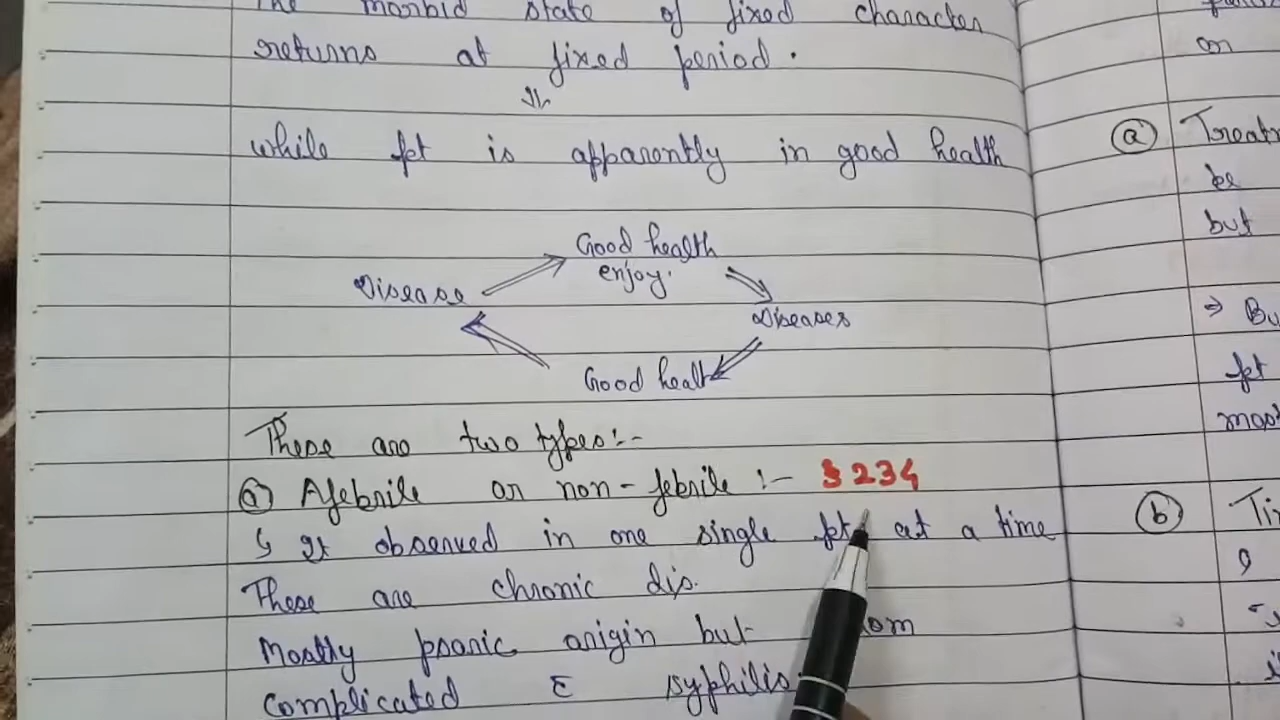 The morbid state of fixed character
returns at fixed period.
while pt is apparently in good health
Good health
enjoy.
Disease
Diseases
Good healt
These are two types:-
(a) Afebrile or non-febrile :- § 234
↳ It observed in one single pt at a time
These are chronic dis.
Mostly psoric origin but dom
complicated c syphilis
on
(a) Treat
be
but
⇒ Bu
pt
mos
(b) Ti